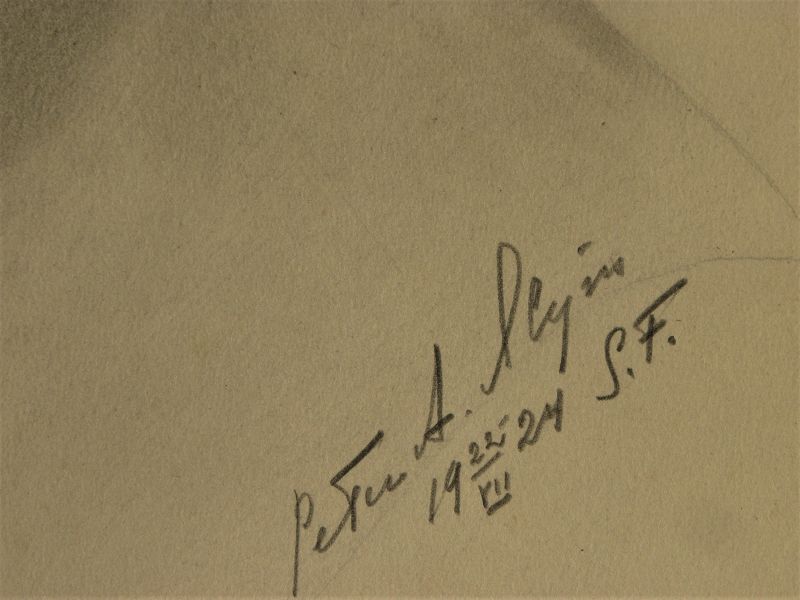 Peter A. Ilyin
19 22/VII 24 S.F.